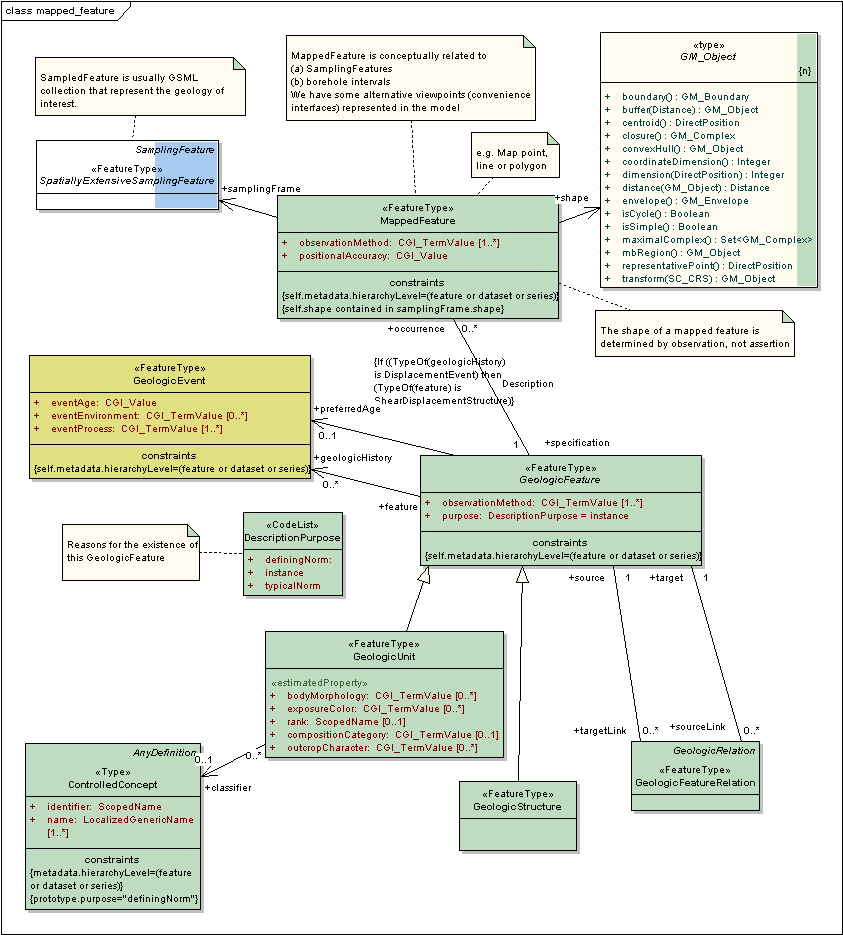 class mapped_feature
SampledFeature is usually GSML
collection that represent the geology of
interest.
MappedFeature is conceptually related to
(a) SamplingFeatures
(b) borehole intervals
We have some alternative viewpoints (convenience
interfaces) represented in the model
«type»
GM_Object
{n}
+ boundary() : GM_Boundary
+ buffer(Distance) : GM_Object
+ centroid() : DirectPosition
+ closure() : GM_Complex
+ convexHull() : GM_Object
+ coordinateDimension() : Integer
+ dimension(DirectPosition) : Integer
+ distance(GM_Object) : Distance
+ envelope() : GM_Envelope
+ isCycle() : Boolean
+ isSimple() : Boolean
+ maximalComplex() : Set<GM_Complex>
+ mbRegion() : GM_Object
+ representativePoint() : DirectPosition
+ transform(SC_CRS) : GM_Object
SamplingFeature
«FeatureType»
SpatiallyExtensiveSamplingFeature
e.g. Map point,
line or polygon
+samplingFrame
+shape
«FeatureType»
MappedFeature
+ observationMethod: CGI_TermValue [1..*]
+ positionalAccuracy: CGI_Value
constraints
{self.metadata.hierarchyLevel=(feature or dataset or series)}
{self.shape contained in samplingFrame.shape}
+occurrence 0..*
The shape of a mapped feature is
determined by observation, not assertion
{If ((TypeOf(geologicHistory)
is DisplacementEvent) then
(TypeOf(feature) is
ShearDisplacementStructure)}
Description
1 +specification
«FeatureType»
GeologicEvent
+ eventAge: CGI_Value
+ eventEnvironment: CGI_TermValue [0..*]
+ eventProcess: CGI_TermValue [1..*]
constraints
{self.metadata.hierarchyLevel=(feature or dataset or series)}
+preferredAge
0..1
+geologicHistory
0..*
+feature
«FeatureType»
GeologicFeature
+ observationMethod: CGI_TermValue [1..*]
+ purpose: DescriptionPurpose = instance
constraints
{self.metadata.hierarchyLevel=(feature or dataset or series)}
Reasons for the existence of
this GeologicFeature
«CodeList»
DescriptionPurpose
+ definingNorm:
+ instance
+ typicalNorm
+source 1 +target 1
«FeatureType»
GeologicUnit
«estimatedProperty»
+ bodyMorphology: CGI_TermValue [0..*]
+ exposureColor: CGI_TermValue [0..*]
+ rank: ScopedName [0..1]
+ compositionCategory: CGI_TermValue [0..1]
+ outcropCharacter: CGI_TermValue [0..*]
+targetLink 0..* +sourceLink 0..*
GeologicRelation
«FeatureType»
GeologicFeatureRelation
AnyDefinition
0..1
0..*
+classifier
«Type»
ControlledConcept
+ identifier: ScopedName
+ name: LocalizedGenericName
[1..*]
constraints
{metadata.hierarchyLevel=(feature
or dataset or series)}
{prototype.purpose="definingNorm"}
«FeatureType»
GeologicStructure